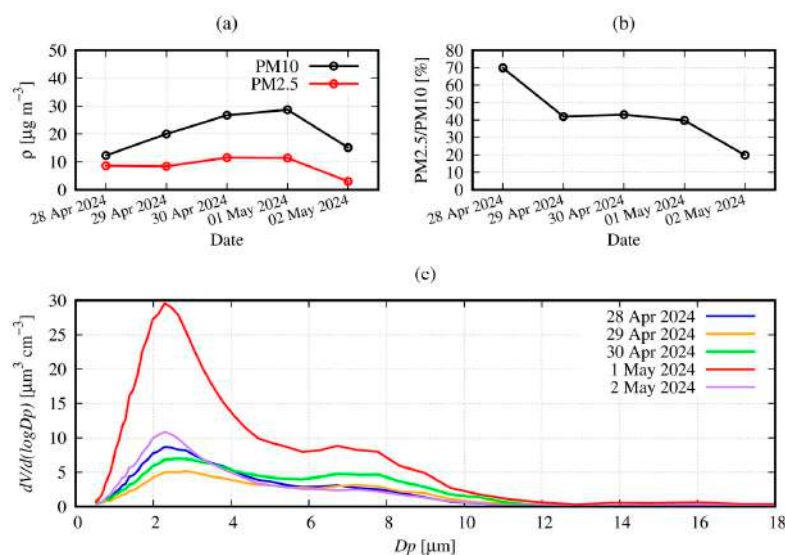 (a)
50
40
30
20
10
0
ρ [μg m⁻³]
PM10
PM2.5
28 Apr 2024
29 Apr 2024
30 Apr 2024
01 May 2024
02 May 2024
Date
(b)
80
70
60
50
40
30
20
10
0
PM2.5/PM10 [%]
28 Apr 2024
29 Apr 2024
30 Apr 2024
01 May 2024
02 May 2024
Date
(c)
30
25
20
15
10
5
0
dV/d(logDp) [μm³ cm⁻³]
28 Apr 2024
29 Apr 2024
30 Apr 2024
1 May 2024
2 May 2024
0 2 4 6 8 10 12 14 16 18
Dp [μm]